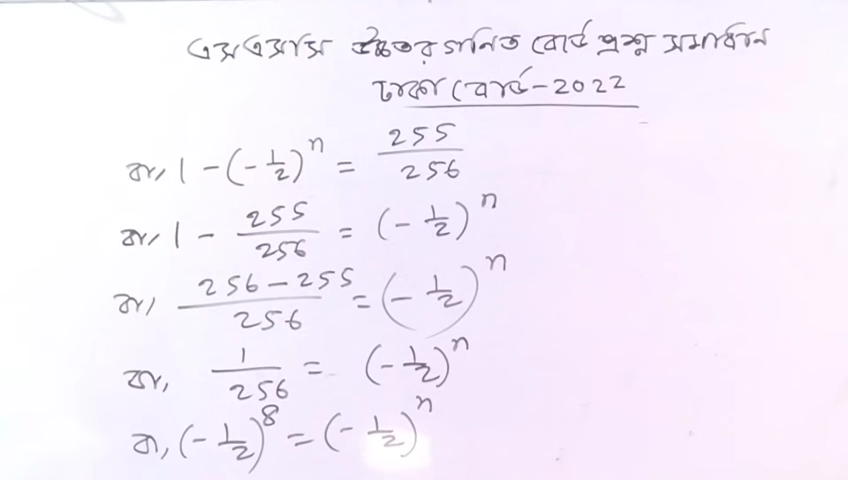 এসএসসি উচ্চতর গনিত বোর্ড প্রশ্ন সমাধান
ঢাকা বোর্ড-2022
বা, 1-(-1/2)^n = 255/256
বা, 1 - 255/256 = (-1/2)^n
বা, (256-255)/256 = (-1/2)^n
বা, 1/256 = (-1/2)^n
বা, (-1/2)^8 = (-1/2)^n